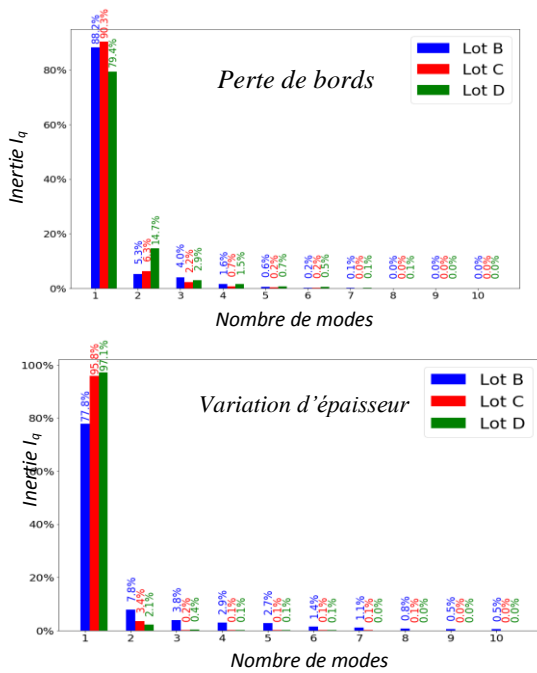 Perte de bords
Lot B
Lot C
Lot D
Inertie Iq
80%
60%
40%
20%
0%
88.2% 90.3% 79.4%
5.3% 6.3% 14.7%
4.0% 2.2% 2.9%
1.6% 0.7% 1.5%
0.6% 0.2% 0.7%
0.2% 0.2% 0.5%
0.1% 0.0% 0.1%
0.0% 0.0% 0.1%
0.0% 0.0% 0.0%
0.0% 0.0% 0.0%
1 2 3 4 5 6 7 8 9 10
Nombre de modes
Variation d’épaisseur
Lot B
Lot C
Lot D
Inertie Iq
100%
80%
60%
40%
20%
0%
77.8% 95.8% 97.1%
7.8% 3.4% 2.1%
3.8% 0.2% 0.4%
2.9% 0.1% 0.1%
2.7% 0.1% 0.1%
1.4% 0.1% 0.1%
1.1% 0.1% 0.0%
0.8% 0.1% 0.0%
0.5% 0.0% 0.0%
0.5% 0.0% 0.0%
1 2 3 4 5 6 7 8 9 10
Nombre de modes